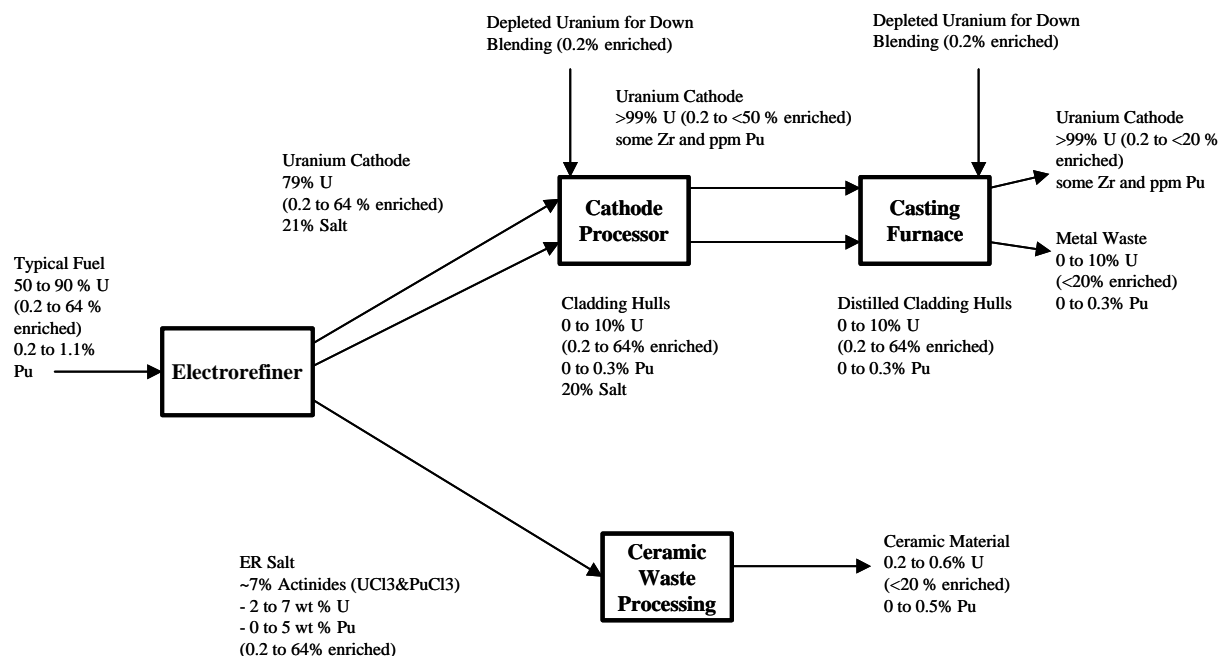 Depleted Uranium for Down
Blending (0.2% enriched)
Depleted Uranium for Down
Blending (0.2% enriched)
Uranium Cathode
>99% U (0.2 to <50 % enriched)
some Zr and ppm Pu
Uranium Cathode
>99% U (0.2 to <20 %
enriched)
some Zr and ppm Pu
Uranium Cathode
79% U
(0.2 to 64 % enriched)
21% Salt
Cathode
Processor
Casting
Furnace
Metal Waste
0 to 10% U
(<20% enriched)
0 to 0.3% Pu
Typical Fuel
50 to 90 % U
(0.2 to 64 %
enriched)
0.2 to 1.1%
Pu
Electrorefiner
Cladding Hulls
0 to 10% U
(0.2 to 64% enriched)
0 to 0.3% Pu
20% Salt
Distilled Cladding Hulls
0 to 10% U
(0.2 to 64% enriched)
0 to 0.3% Pu
ER Salt
~7% Actinides (UCl3&PuCl3)
- 2 to 7 wt % U
- 0 to 5 wt % Pu
(0.2 to 64% enriched)
Ceramic
Waste
Processing
Ceramic Material
0.2 to 0.6% U
(<20 % enriched)
0 to 0.5% Pu